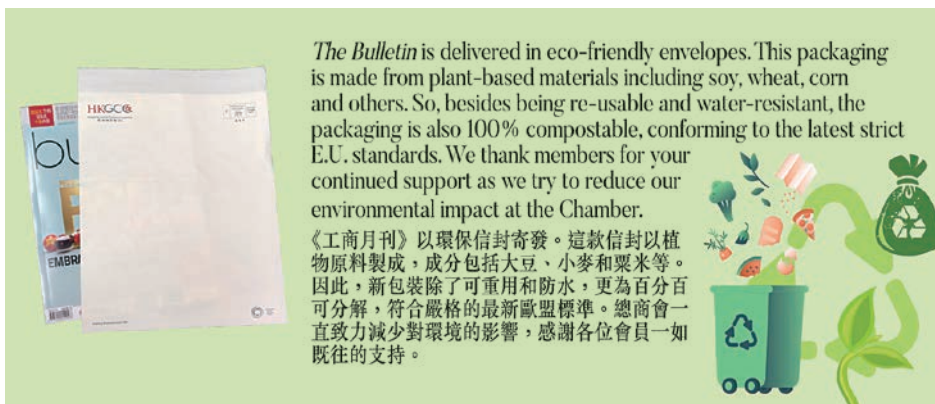 The Bulletin is delivered in eco-friendly envelopes. This packaging
is made from plant-based materials including soy, wheat, corn
and others. So, besides being re-usable and water-resistant, the
packaging is also 100% compostable, conforming to the latest strict
E.U. standards. We thank members for your
continued support as we try to reduce our
environmental impact at the Chamber.
《工商月刊》以環保信封寄發。這款信封以植
物原料製成,成分包括大豆、小麥和粟米等。
因此,新包裝除了可重用和防水,更為百分百
可分解,符合嚴格的最新歐盟標準。總商會一
直致力減少對環境的影響,感謝各位會員一如
既往的支持。
HKGCC
bu
EMBRA